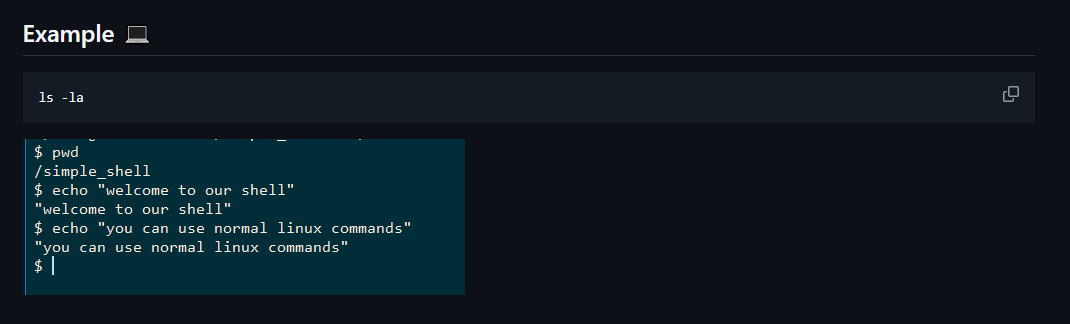 Example 💻
ls -la
$ pwd
/simple_shell
$ echo "welcome to our shell"
"welcome to our shell"
$ echo "you can use normal linux commands"
"you can use normal linux commands"
$